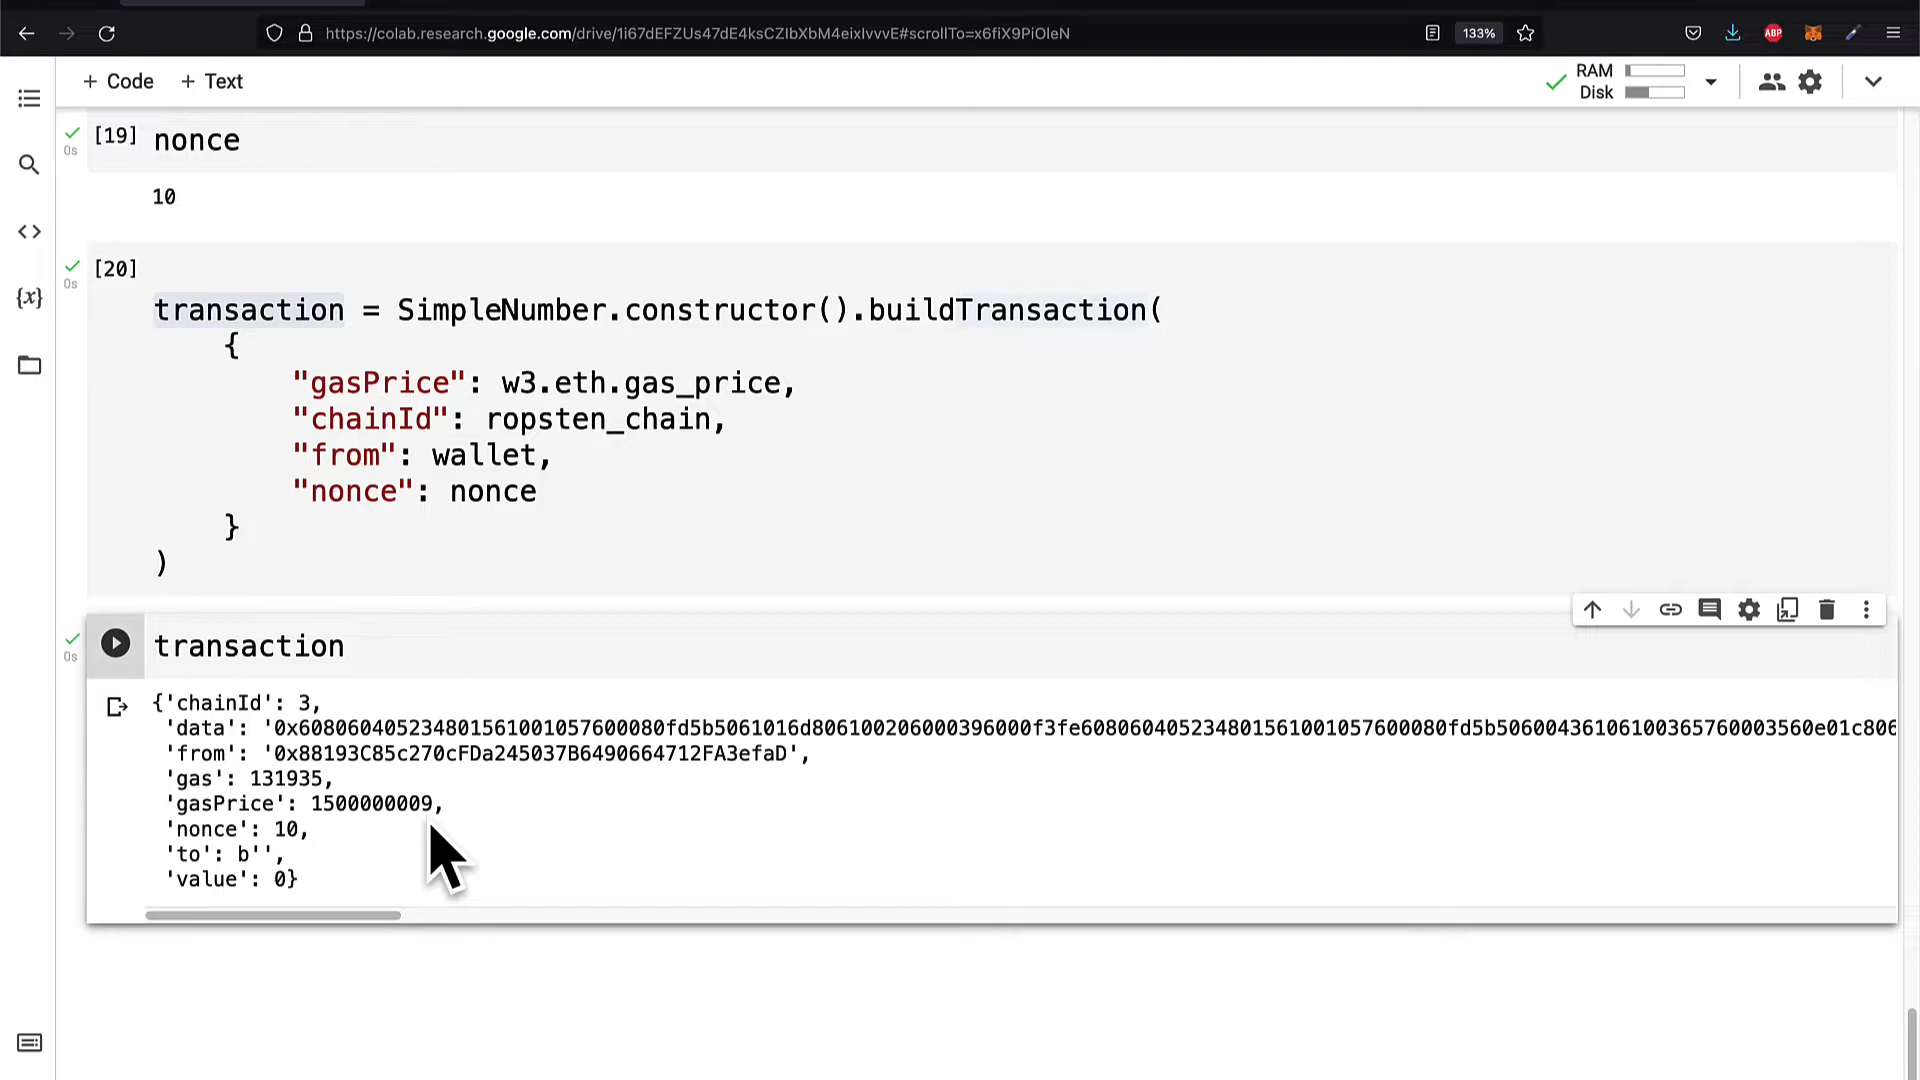 https://colab.research.google.com/drive/1i67dEFZUs47dE4ksCZIbXbM4eixIvvvE#scrollTo=x6fiX9PiOleN
133%
ABP
+ Code + Text
RAM
Disk
[19] nonce
0s
10
[20]
0s
transaction = SimpleNumber.constructor().buildTransaction(
{
"gasPrice": w3.eth.gas_price,
"chainId": ropsten_chain,
"from": wallet,
"nonce": nonce
}
)
transaction
0s
{'chainId': 3,
'data': '0x608060405234801561001057600080fd5b5061016d806100206000396000f3fe608060405234801561001057600080fd5b50600436106100365760003560e01c806
'from': '0x88193C85c270cFDa245037B6490664712FA3efaD',
'gas': 131935,
'gasPrice': 1500000009,
'nonce': 10,
'to': b'',
'value': 0}